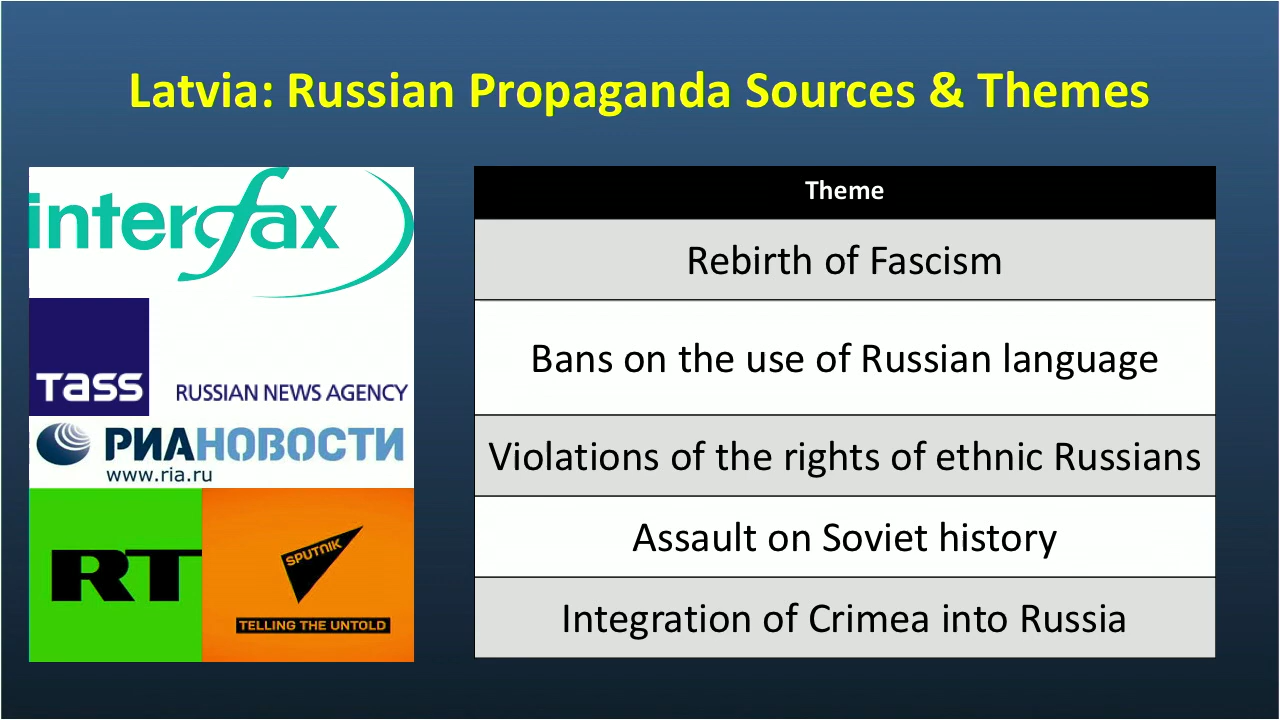 Latvia: Russian Propaganda Sources & Themes
interfax
TASS
RUSSIAN NEWS AGENCY
РИАНОВОСТИ
www.ria.ru
RT
SPUTNIK
TELLING THE UNTOLD
Theme
Rebirth of Fascism
Bans on the use of Russian language
Violations of the rights of ethnic Russians
Assault on Soviet history
Integration of Crimea into Russia